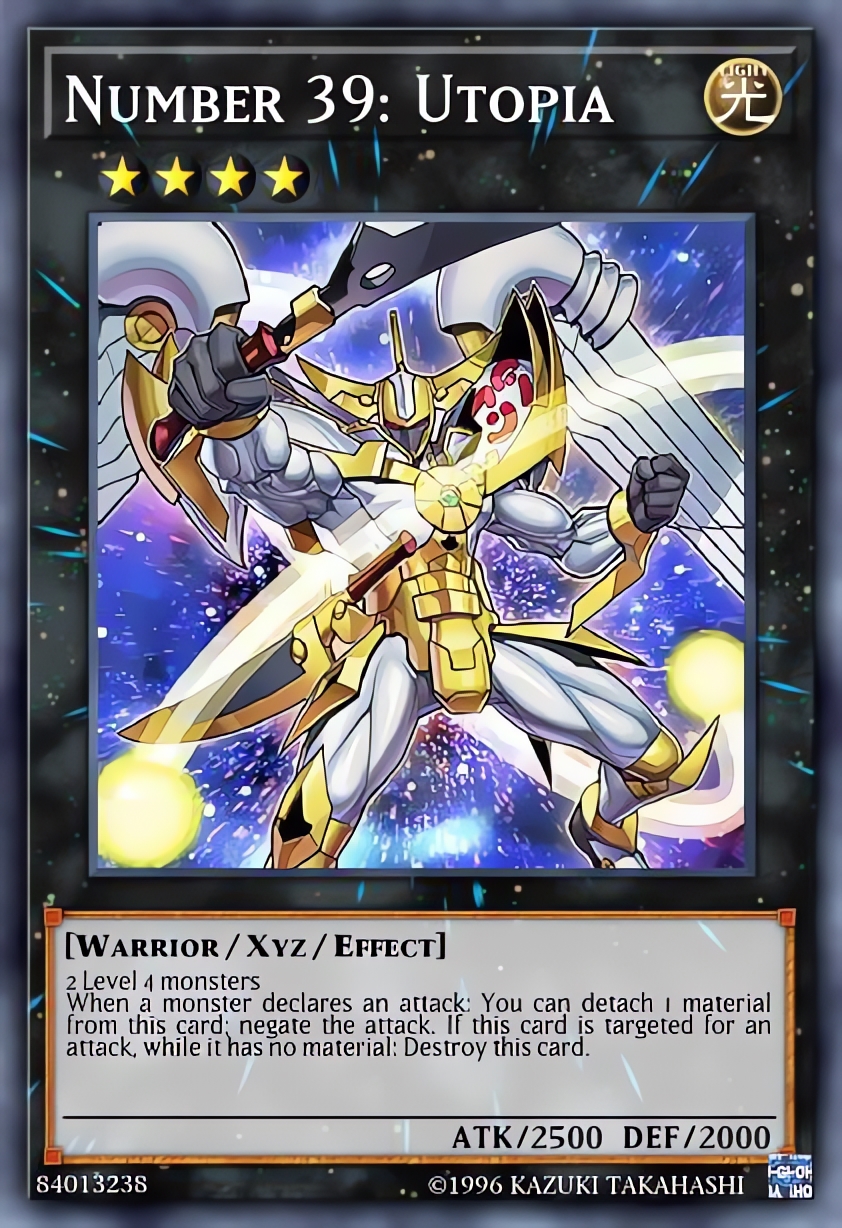 Number 39: Utopia
LIGHT
光
[Warrior / Xyz / Effect]
2 Level 4 monsters
When a monster declares an attack: You can detach 1 material
from this card; negate the attack. If this card is targeted for an
attack, while it has no material: Destroy this card.
ATK/2500 DEF/2000
84013238
©1996 KAZUKI TAKAHASHI